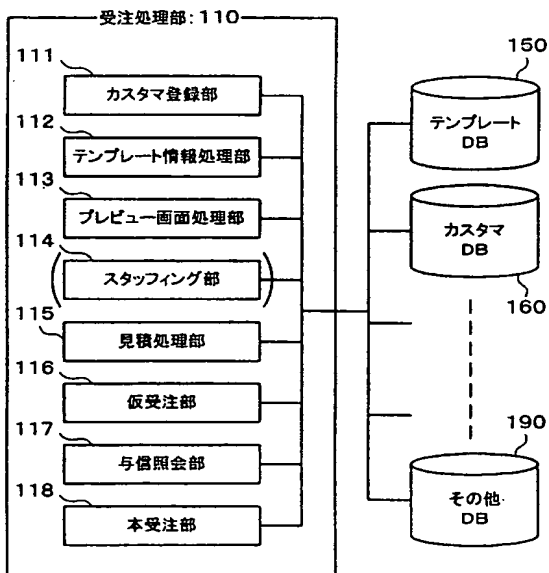 受注処理部:110
111
カスタマ登録部
112
テンプレート情報処理部
113
プレビュー画面処理部
114
(スタッフィング部)
115
見積処理部
116
仮受注部
117
与信照会部
118
本受注部
150
テンプレート
DB
カスタマ
DB
160
190
その他
DB